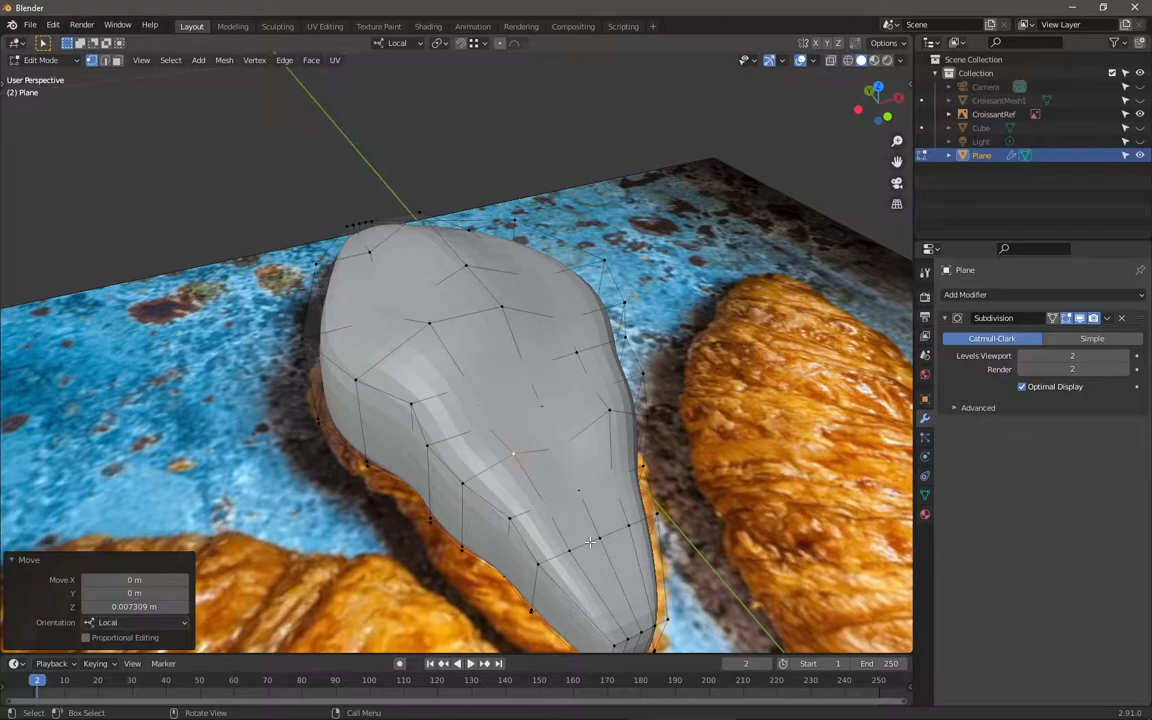 Blender
File Edit Render Window Help Layout Modeling Sculpting UV Editing Texture Paint Shading Animation Rendering Compositing Scripting + Scene View Layer
Local Options
Edit Mode View Select Add Mesh Vertex Edge Face UV
User Perspective
(2) Plane
X Y Z
Scene Collection
Collection
Camera
CroissantMesh1
CroissantRef
Cube
Light
Plane
Plane
Add Modifier
Subdivision
Catmull-Clark Simple
Levels Viewport 2
Render 2
Optimal Display
Advanced
Move
Move X 0 m
Y 0 m
Z 0.007309 m
Orientation Local
Proportional Editing
Playback Keying View Marker 2 Start 1 End 250
2 10 20 30 40 50 60 70 80 90 100 110 120 130 140 150 160 170 180 190 200 210 220 230 240 250
Select Box Select Rotate View Call Menu 2.91.0